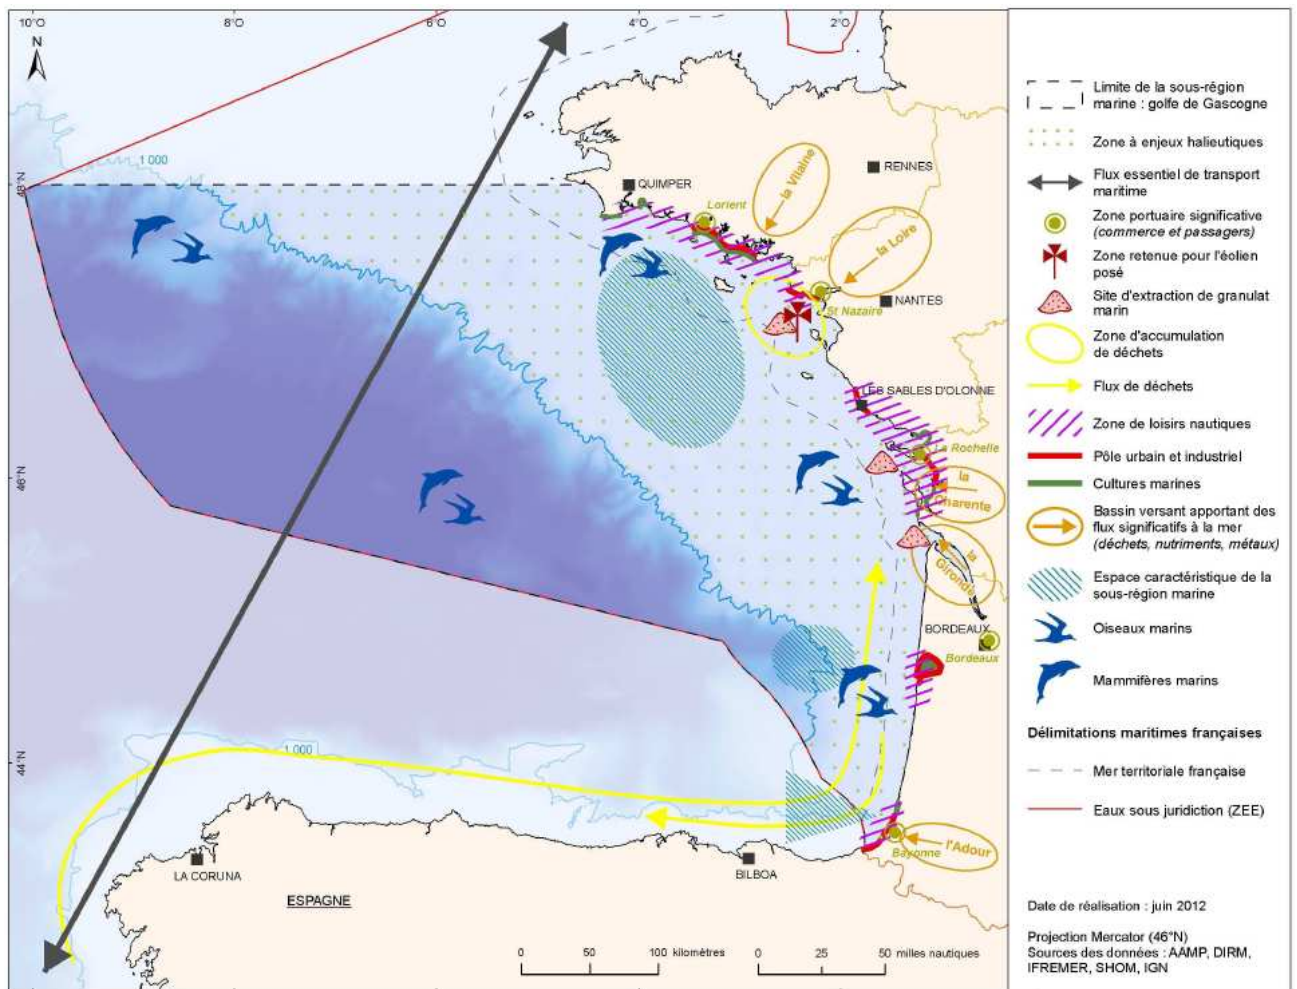 10°O
8°O
6°O
4°O
2°O
N
1 000
48°N
QUIMPER
RENNES
la Vilaine
Lorient
la Loire
NANTES
St Nazaire
LES SABLES D'OLONNE
La Rochelle
46°N
la
Charente
la
Gironde
BORDEAUX
Bordeaux
44°N
1 000
Bayonne
l'Adour
LA CORUNA
BILBOA
ESPAGNE
0 50 100 kilomètres
0 25 50 milles nautiques
Limite de la sous-région
marine : golfe de Gascogne
Zone à enjeux halieutiques
Flux essentiel de transport
maritime
Zone portuaire significative
(commerce et passagers)
Zone retenue pour l'éolien
posé
Site d'extraction de granulat
marin
Zone d'accumulation
de déchets
Flux de déchets
Zone de loisirs nautiques
Pôle urbain et industriel
Cultures marines
Bassin versant apportant des
flux significatifs à la mer
(déchets, nutriments, métaux)
Espace caractéristique de la
sous-région marine
Oiseaux marins
Mammifères marins
Délimitations maritimes françaises
Mer territoriale française
Eaux sous juridiction (ZEE)
Date de réalisation : juin 2012
Projection Mercator (46°N)
Sources des données : AAMP, DIRM,
IFREMER, SHOM, IGN